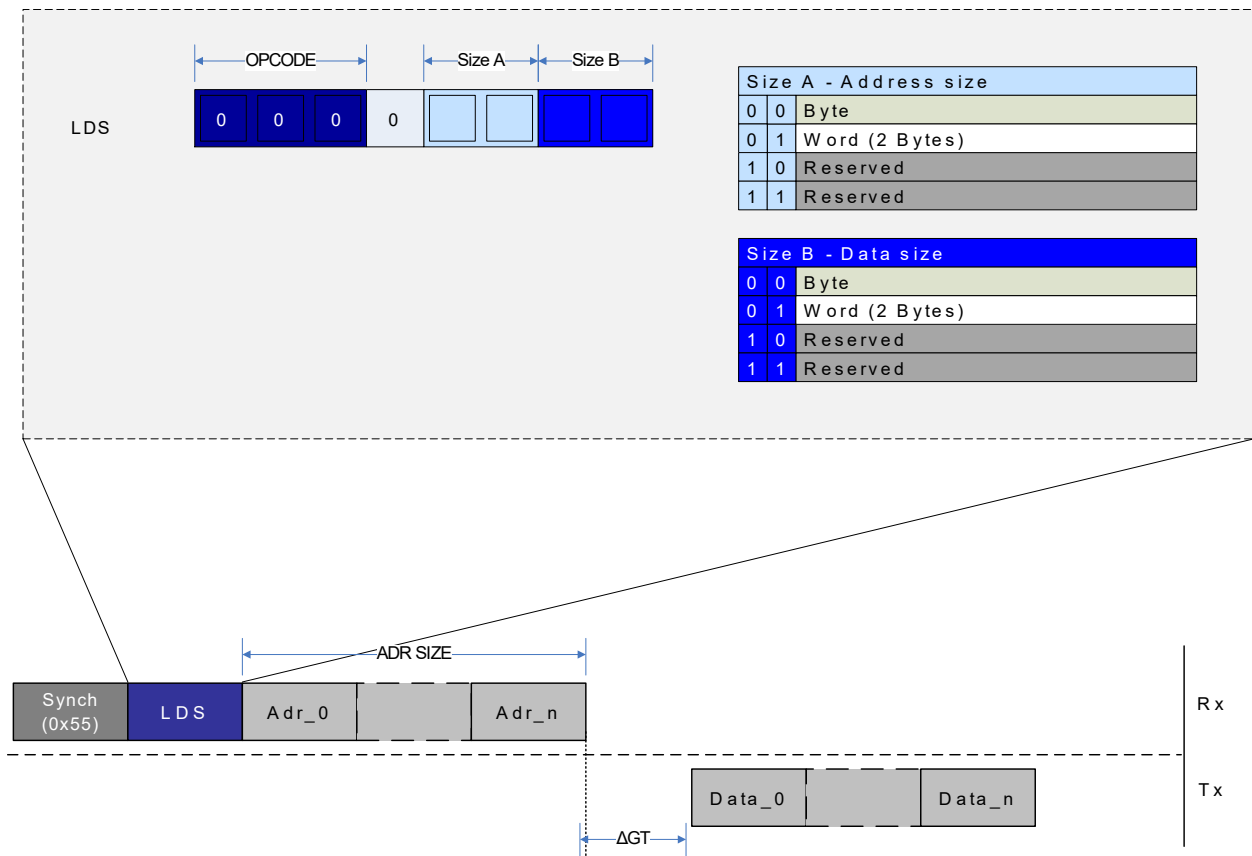 OPCODE Size A Size B
LDS 0 0 0 0
Size A - Address size
0 0 Byte
0 1 Word (2 Bytes)
1 0 Reserved
1 1 Reserved
Size B - Data size
0 0 Byte
0 1 Word (2 Bytes)
1 0 Reserved
1 1 Reserved
ADR SIZE
Synch
(0x55)
LDS
Adr_0
Adr_n
Rx
Data_0
Data_n
Tx
ΔGT